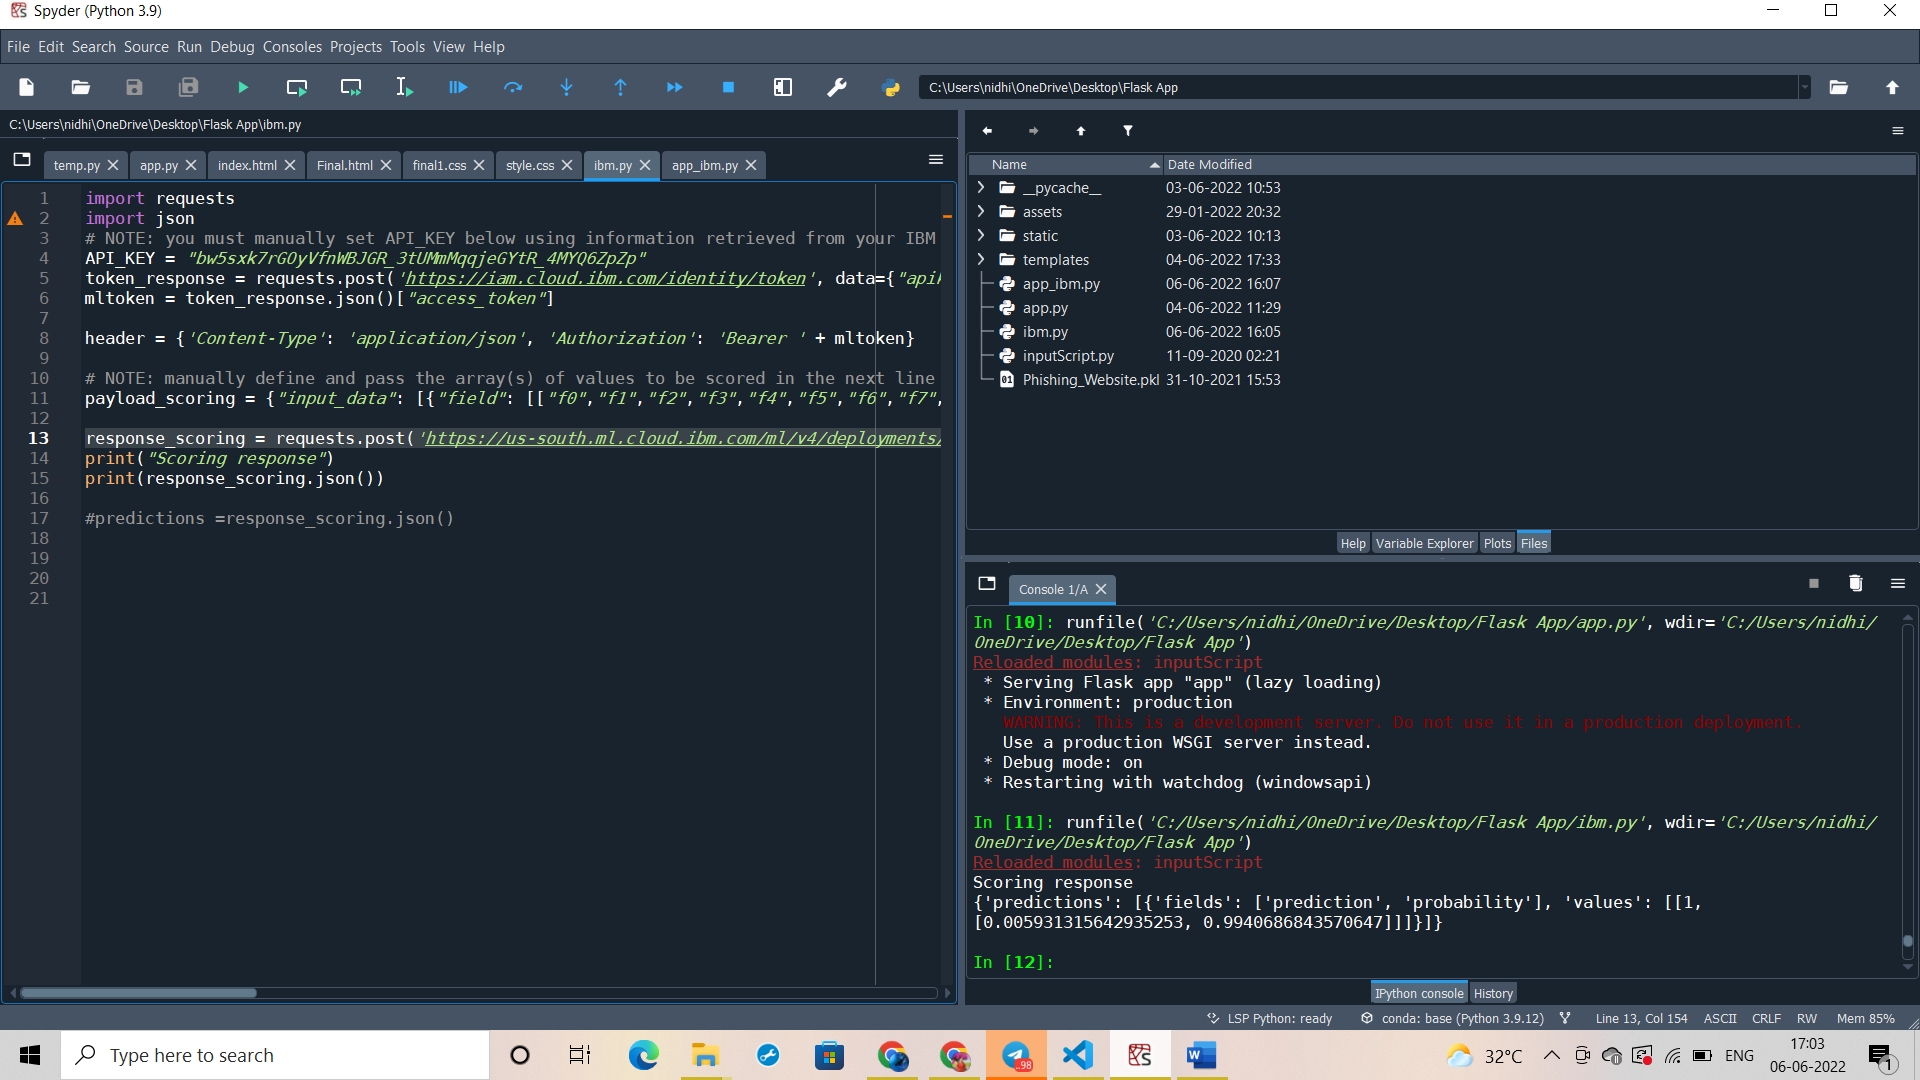 Spyder (Python 3.9)
File Edit Search Source Run Debug Consoles Projects Tools View Help
C:\Users\nidhi\OneDrive\Desktop\Flask App
C:\Users\nidhi\OneDrive\Desktop\Flask App\ibm.py
temp.py app.py index.html Final.html final1.css style.css ibm.py app_ibm.py
1 import requests
2 import json
3 # NOTE: you must manually set API_KEY below using information retrieved from your IBM
4 API_KEY = "bw5sxk7rGOyVfnWBJGR_3tUMmMqqjeGYtR_4MYQ6ZpZp"
5 token_response = requests.post('https://iam.cloud.ibm.com/identity/token', data={"apik
6 mltoken = token_response.json()["access_token"]
7
8 header = {'Content-Type': 'application/json', 'Authorization': 'Bearer ' + mltoken}
9
10 # NOTE: manually define and pass the array(s) of values to be scored in the next line
11 payload_scoring = {"input_data": [{"field": [["f0","f1","f2","f3","f4","f5","f6","f7",
12
13 response_scoring = requests.post('https://us-south.ml.cloud.ibm.com/ml/v4/deployments/
14 print("Scoring response")
15 print(response_scoring.json())
16
17 #predictions =response_scoring.json()
18
19
20
21
Name Date Modified
__pycache__ 03-06-2022 10:53
assets 29-01-2022 20:32
static 03-06-2022 10:13
templates 04-06-2022 17:33
app_ibm.py 06-06-2022 16:07
app.py 04-06-2022 11:29
ibm.py 06-06-2022 16:05
inputScript.py 11-09-2020 02:21
Phishing_Website.pkl 31-10-2021 15:53
Help Variable Explorer Plots Files
Console 1/A
In [10]: runfile('C:/Users/nidhi/OneDrive/Desktop/Flask App/app.py', wdir='C:/Users/nidhi/
OneDrive/Desktop/Flask App')
Reloaded modules: inputScript
* Serving Flask app "app" (lazy loading)
* Environment: production
WARNING: This is a development server. Do not use it in a production deployment.
Use a production WSGI server instead.
* Debug mode: on
* Restarting with watchdog (windowsapi)
In [11]: runfile('C:/Users/nidhi/OneDrive/Desktop/Flask App/ibm.py', wdir='C:/Users/nidhi/
OneDrive/Desktop/Flask App')
Reloaded modules: inputScript
Scoring response
{'predictions': [{'fields': ['prediction', 'probability'], 'values': [[1,
[0.005931315642935253, 0.9940686843570647]]]}]}
In [12]:
IPython console History
LSP Python: ready conda: base (Python 3.9.12) Line 13, Col 154 ASCII CRLF RW Mem 85%
Type here to search
98
32°C
ENG
17:03
06-06-2022
1